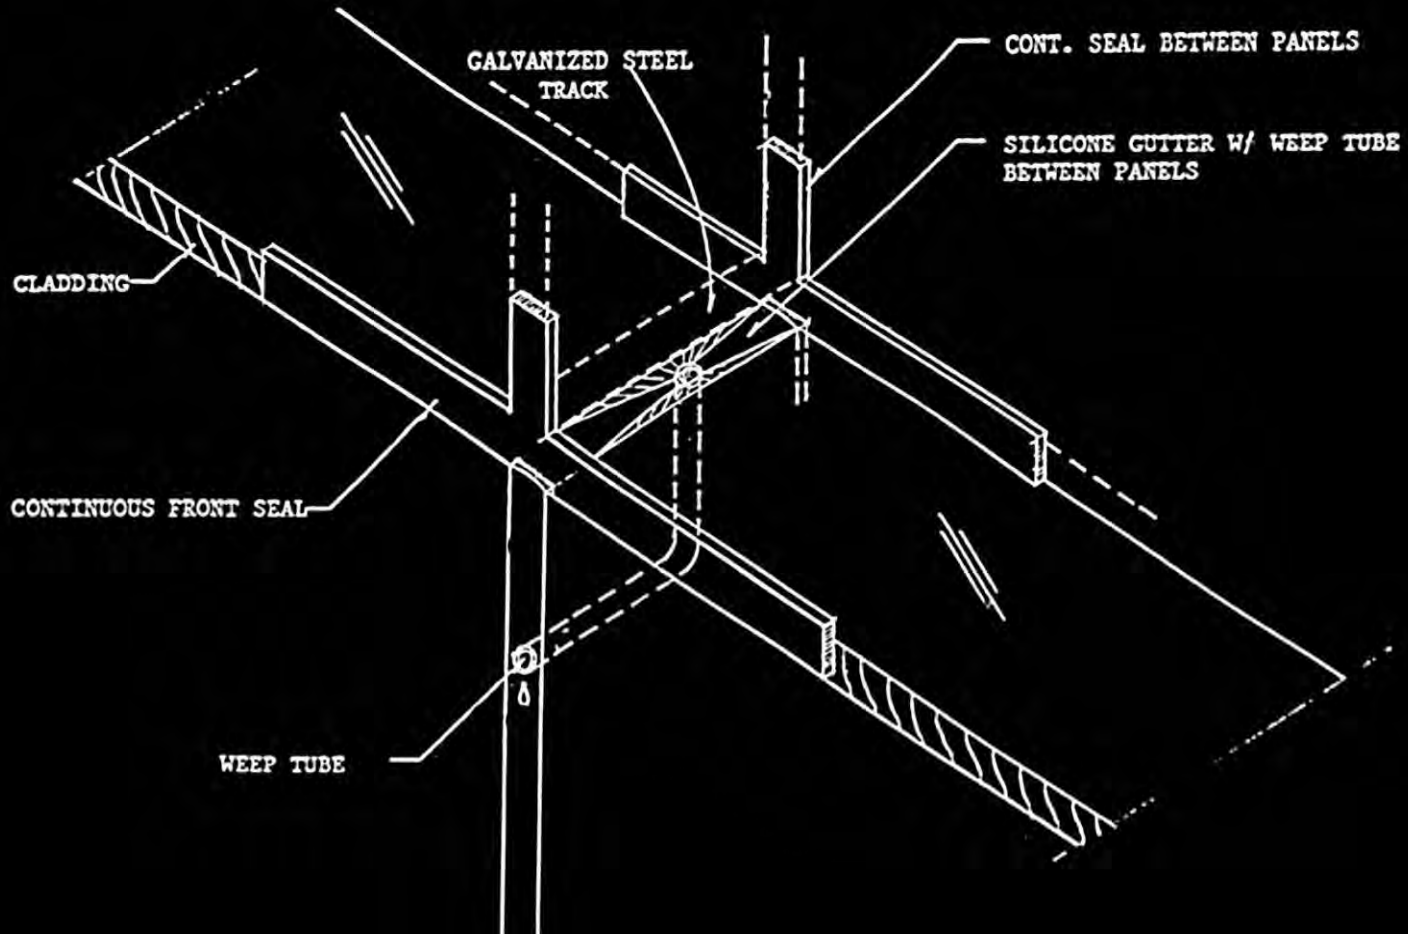 GALVANIZED STEEL
TRACK
CONT. SEAL BETWEEN PANELS
SILICONE GUTTER W/ WEEP TUBE
BETWEEN PANELS
CLADDING
CONTINUOUS FRONT SEAL
WEEP TUBE